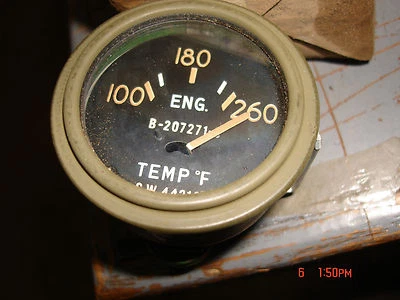 180
100 260
ENG.
B-207271
TEMP °F
S.W.
6 1:50PM